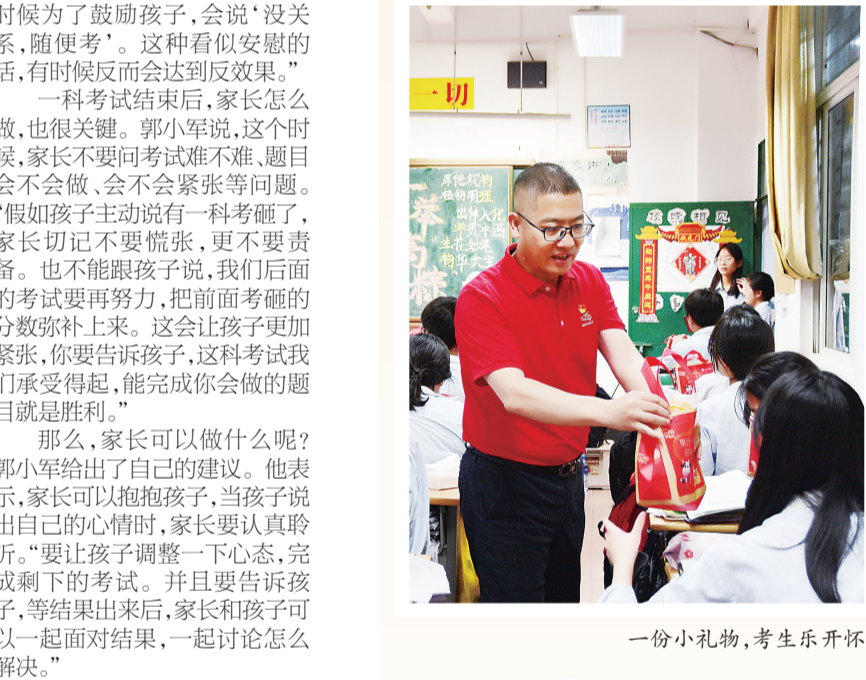 时候为了鼓励孩子，会说‘没关
系，随便考’。这种看似安慰的
话，有时候反而会达到反效果。”
一科考试结束后，家长怎么
做，也很关键。郭小军说，这个时
候，家长不要问考试难不难、题目
会不会做、会不会紧张等问题。
“假如孩子主动说有一科考砸了，
家长切记不要慌张，更不要责
备。也不能跟孩子说，我们后面
的考试要再努力，把前面考砸的
分数弥补上来。这会让孩子更加
紧张，你要告诉孩子，这科考试我
们承受得起，能完成你会做的题
目就是胜利。”
那么，家长可以做什么呢？
郭小军给出了自己的建议。他表
示，家长可以抱抱孩子，当孩子说
出自己的心情时，家长要认真聆
听。“要让孩子调整一下心态，完
成剩下的考试。并且要告诉孩
子，等结果出来后，家长和孩子可
以一起面对结果，一起讨论怎么
解决。”
一切
一举夺粽
一份小礼物，考生乐开怀